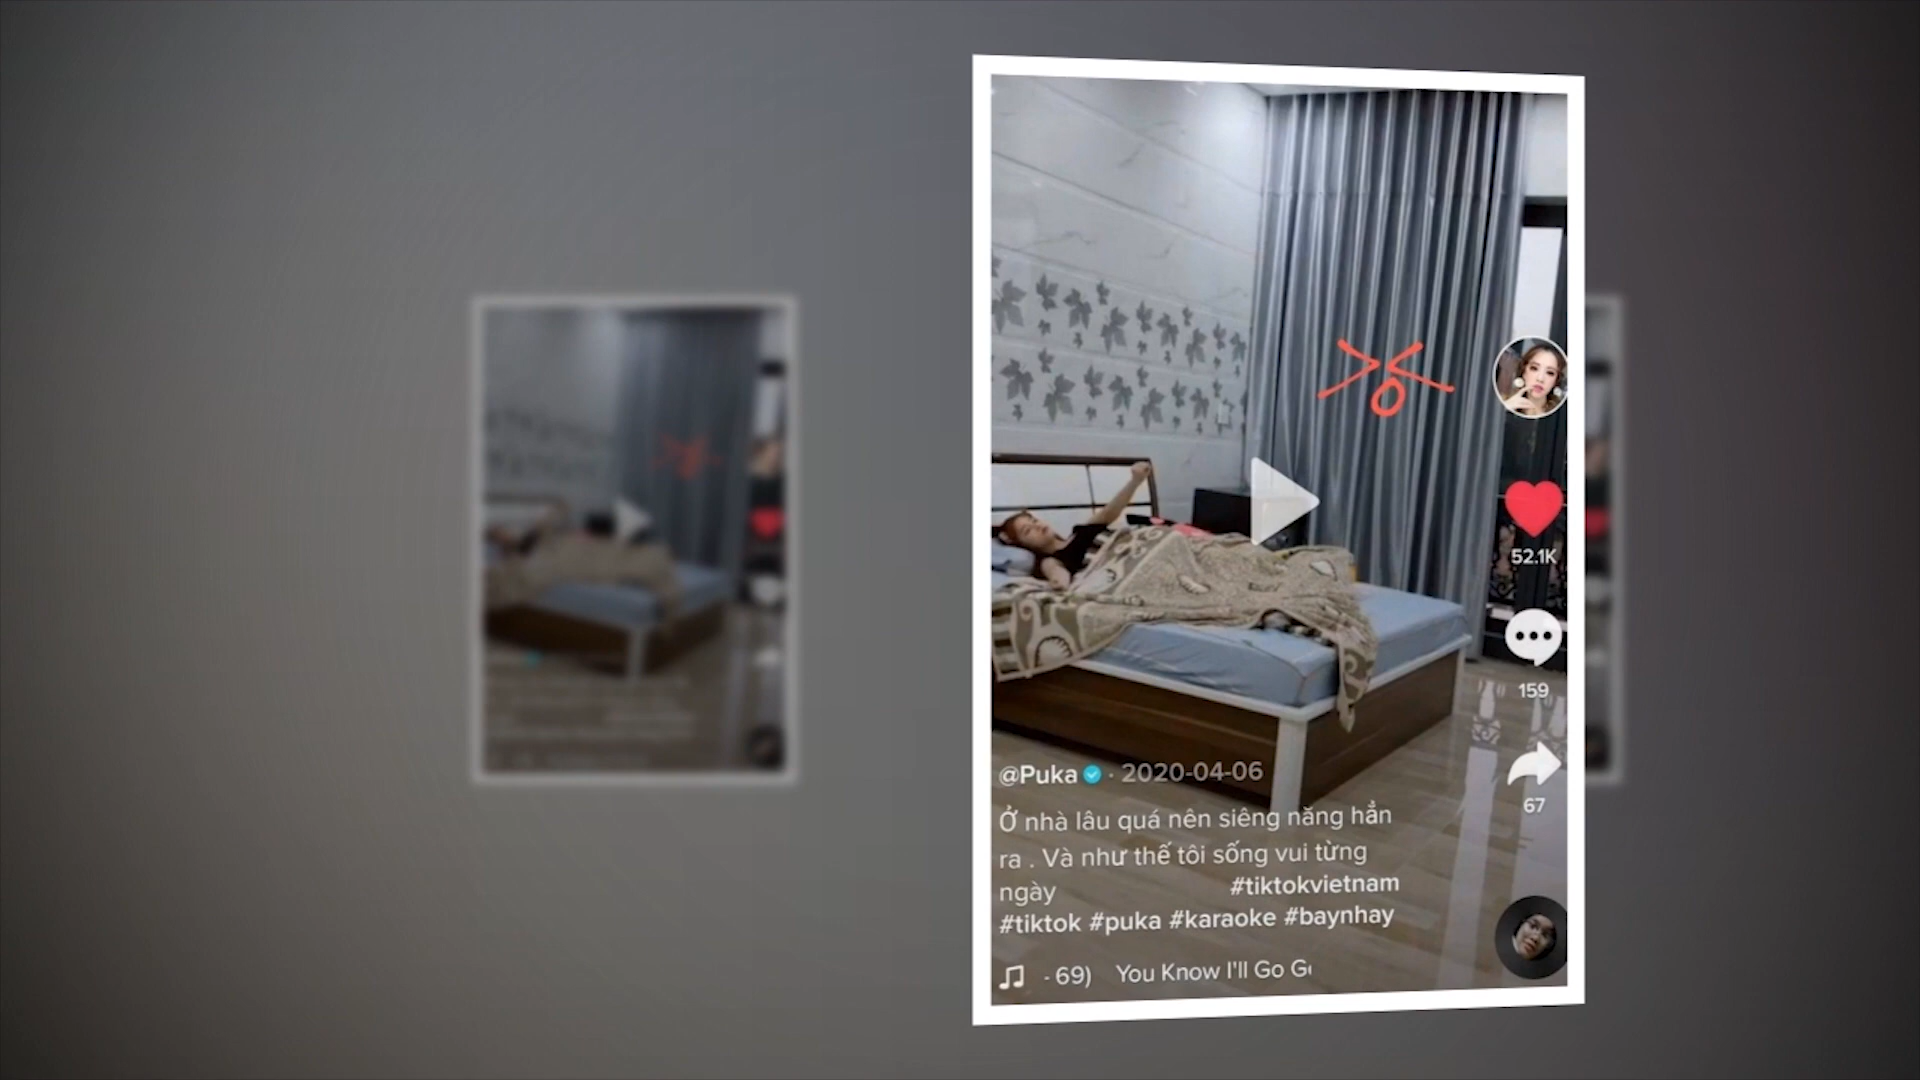 52.1K
159
67
@Puka · 2020-04-06
Ở nhà lâu quá nên siêng năng hẳn
ra . Và như thế tôi sống vui từng
ngày #tiktokvietnam
#tiktok #puka #karaoke #baynhay
- 69) You Know I'll Go